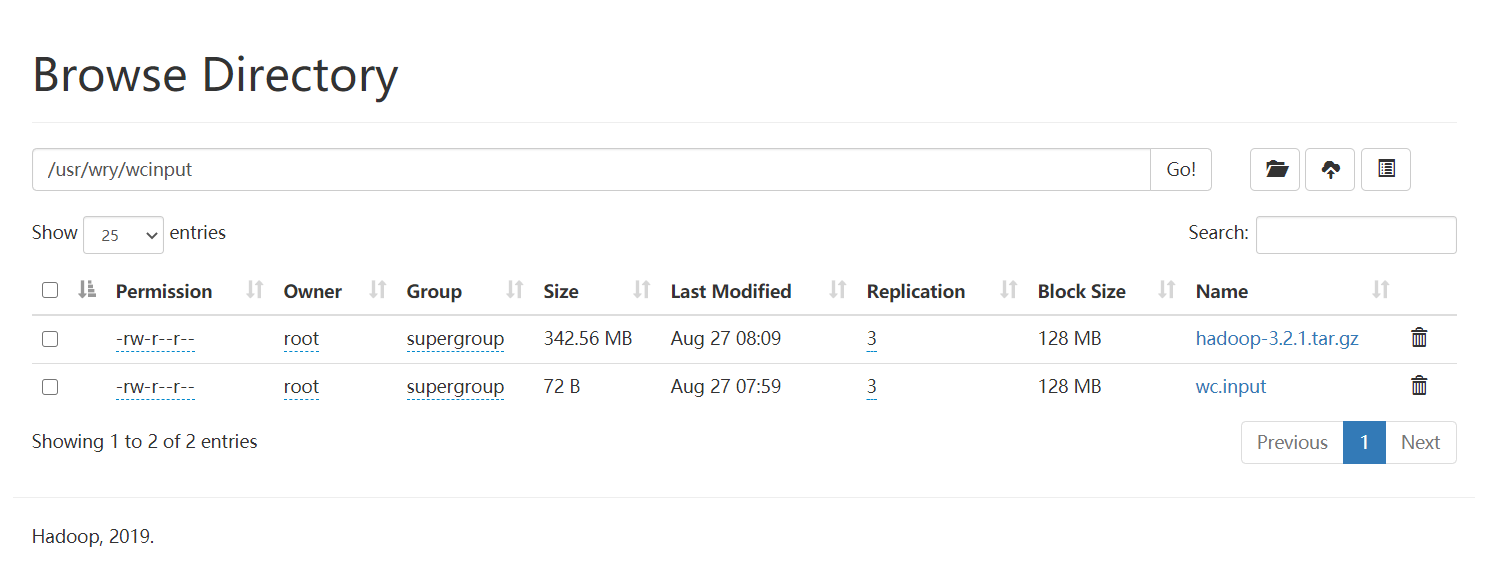 Browse Directory
/usr/wry/wcinput Go!
Show 25 entries Search:
Permission Owner Group Size Last Modified Replication Block Size Name
-rw-r--r-- root supergroup 342.56 MB Aug 27 08:09 3 128 MB hadoop-3.2.1.tar.gz
-rw-r--r-- root supergroup 72 B Aug 27 07:59 3 128 MB wc.input
Showing 1 to 2 of 2 entries Previous 1 Next
Hadoop, 2019.